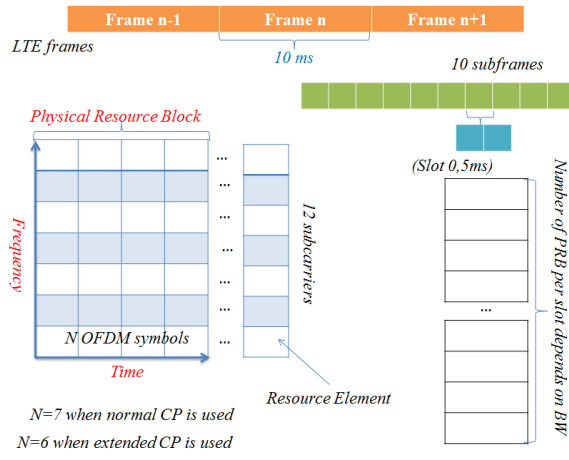 Frame n-1 Frame n Frame n+1
LTE frames
10 ms
10 subframes
Physical Resource Block
...
(Slot 0,5ms)
...
Frequency
12 subcarriers
Number of PRB per slot depends on BW
...
...
...
...
N OFDM symbols
...
Time
Resource Element
N=7 when normal CP is used
N=6 when extended CP is used